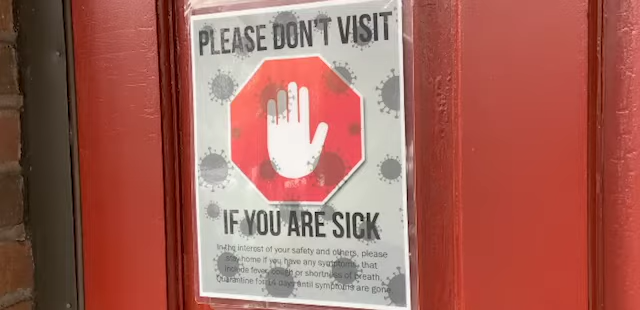 PLEASE DON'T VISIT
IF YOU ARE SICK
In the interest of your safety and others, please
stay home if you have any symptoms, that
include fever, cough or shortness of breath.
Quarantine for 14 days until symptoms are gone